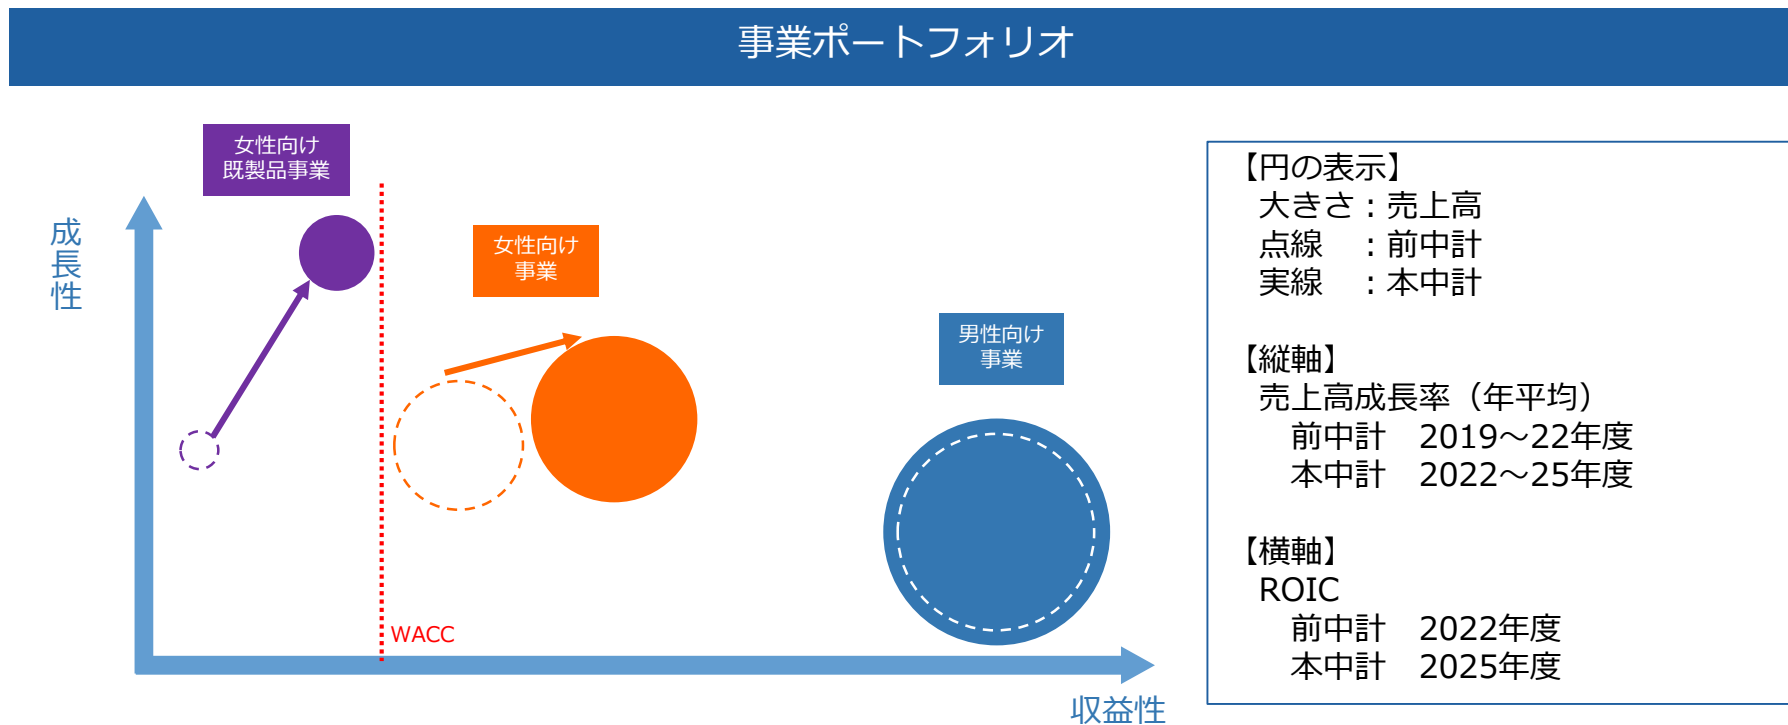 事業ポートフォリオ
女性向け
既製品事業
成長性
女性向け
事業
男性向け
事業
WACC
収益性
【円の表示】
大きさ：売上高
点線　：前中計
実線　：本中計
【縦軸】
売上高成長率（年平均）
前中計　2019～22年度
本中計　2022～25年度
【横軸】
ROIC
前中計　2022年度
本中計　2025年度